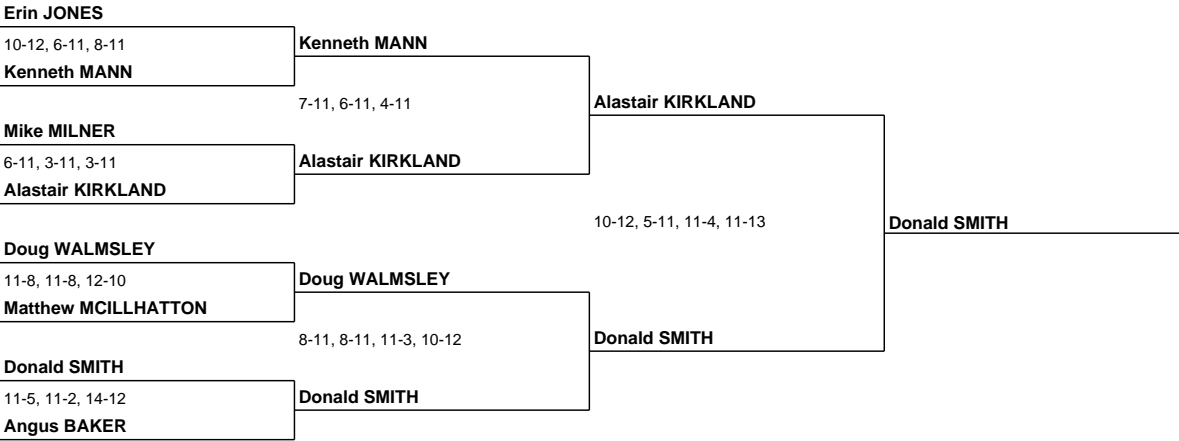 Erin JONES
10-12, 6-11, 8-11
Kenneth MANN
Kenneth MANN
7-11, 6-11, 4-11
Alastair KIRKLAND
Mike MILNER
6-11, 3-11, 3-11
Alastair KIRKLAND
Alastair KIRKLAND
10-12, 5-11, 11-4, 11-13
Donald SMITH
Doug WALMSLEY
11-8, 11-8, 12-10
Doug WALMSLEY
Matthew MCILLHATTON
8-11, 8-11, 11-3, 10-12
Donald SMITH
Donald SMITH
11-5, 11-2, 14-12
Donald SMITH
Angus BAKER